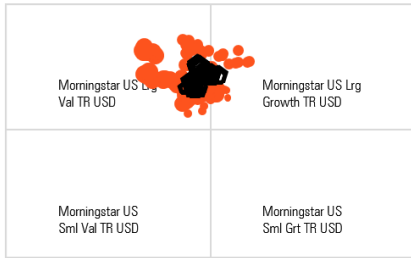 Morningstar US Lrg
Val TR USD
Morningstar US Lrg
Growth TR USD
Morningstar US
Sml Val TR USD
Morningstar US
Sml Grt TR USD